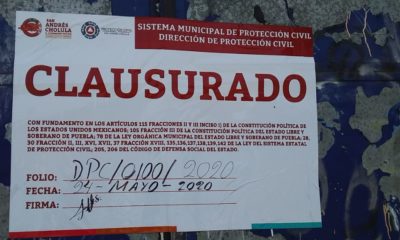 SAN
ANDRÉS
CHOLULA
SISTEMA MUNICIPAL DE PROTECCIÓN CIVIL
DIRECCIÓN DE PROTECCIÓN CIVIL
CLAUSURADO
CON FUNDAMENTO EN LOS ARTÍCULOS 115 FRACCIONES II Y III INCISO I) DE LA CONSTITUCIÓN POLÍTICA DE
LOS ESTADOS UNIDOS MEXICANOS; 105 FRACCIÓN III DE LA CONSTITUCIÓN POLÍTICA DEL ESTADO LIBRE Y
SOBERANO DE PUEBLA; 78 DE LA LEY ORGÁNICA MUNICIPAL DEL ESTADO LIBRE Y SOBERANO DE PUEBLA; 28,
30 FRACCIÓN II, III, XVI, XVII, 37 FRACCIÓN XVIII, 135,136,137,138,139,142 DE LA LEY DEL SISTEMA ESTATAL
DE PROTECCIÓN CIVIL, 205, 206 DEL CÓDIGO DE DEFENSA SOCIAL DEL ESTADO.
FOLIO: DPC/0100/2020
FECHA: 24-MAYO-2020
FIRMA: